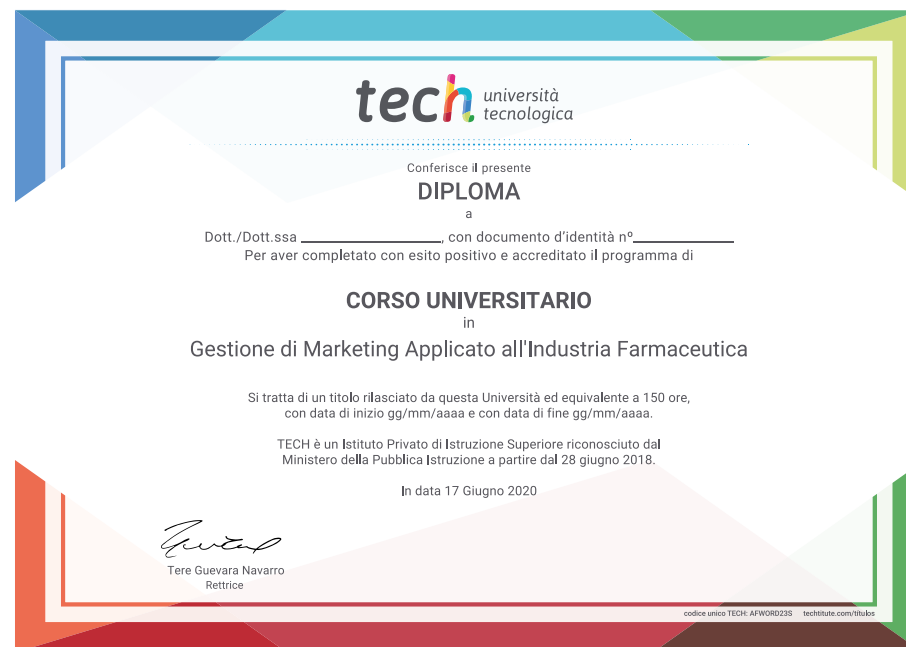 tech università
tecnologica
Conferisce il presente
DIPLOMA
a
Dott./Dott.ssa ____________________, con documento d'identità nº______________
Per aver completato con esito positivo e accreditato il programma di
CORSO UNIVERSITARIO
in
Gestione di Marketing Applicato all'Industria Farmaceutica
Si tratta di un titolo rilasciato da questa Università ed equivalente a 150 ore,
con data di inizio gg/mm/aaaa e con data di fine gg/mm/aaaa.
TECH è un Istituto Privato di Istruzione Superiore riconosciuto dal
Ministero della Pubblica Istruzione a partire dal 28 giugno 2018.
In data 17 Giugno 2020
Tere Guevara Navarro
Rettrice
codice unico TECH: AFWORD23S techtitute.com/titulos